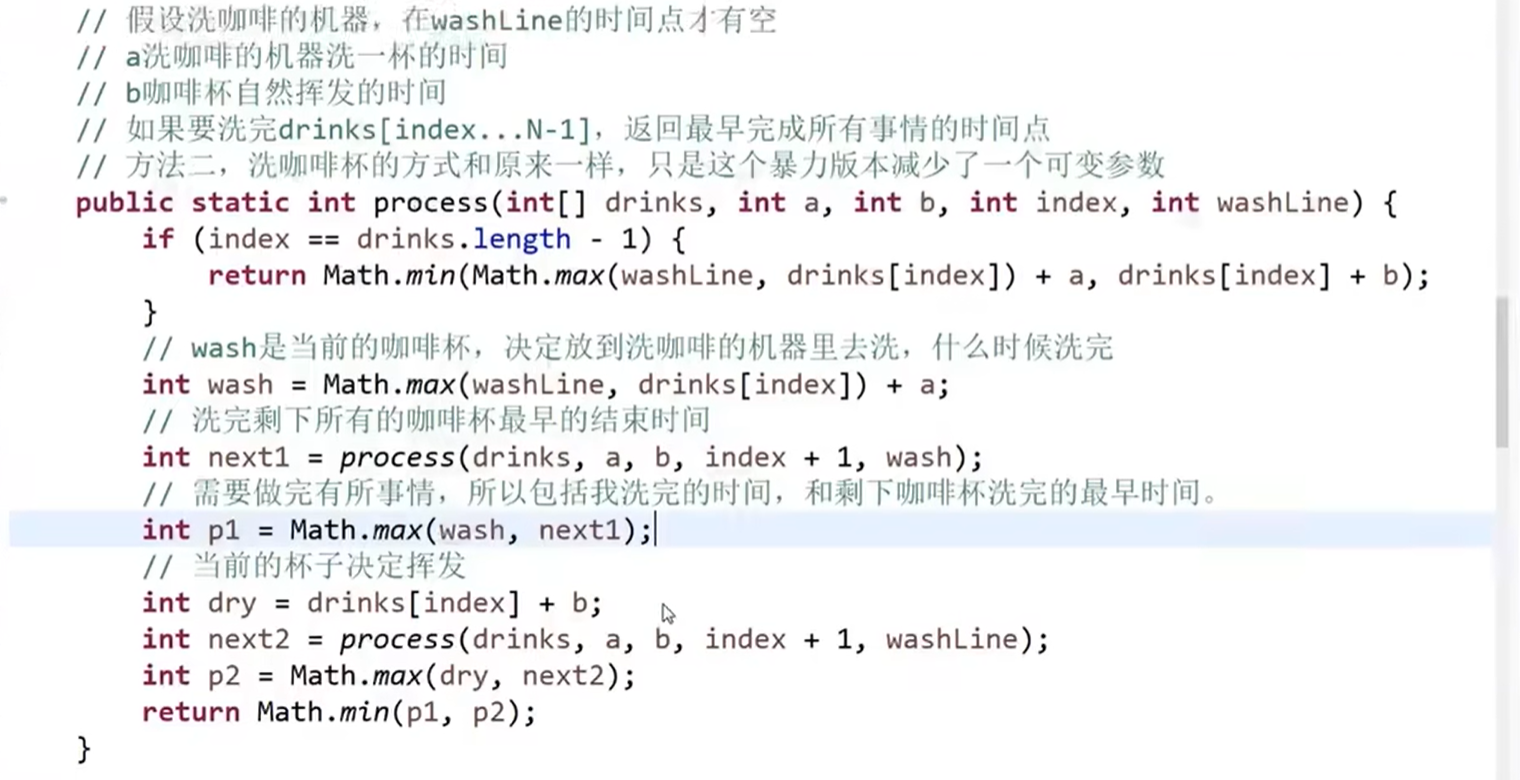 // 假设洗咖啡的机器，在washLine的时间点才有空
// a洗咖啡的机器洗一杯的时间
// b咖啡杯自然挥发的时间
// 如果要洗完drinks[index...N-1]，返回最早完成所有事情的时间点
// 方法二，洗咖啡杯的方式和原来一样，只是这个暴力版本减少了一个可变参数
public static int process(int[] drinks, int a, int b, int index, int washLine) {
if (index == drinks.length - 1) {
return Math.min(Math.max(washLine, drinks[index]) + a, drinks[index] + b);
}
// wash是当前的咖啡杯，决定放到洗咖啡的机器里去洗，什么时候洗完
int wash = Math.max(washLine, drinks[index]) + a;
// 洗完剩下所有的咖啡杯最早的结束时间
int next1 = process(drinks, a, b, index + 1, wash);
// 需要做完有所事情，所以包括我洗完的时间，和剩下咖啡杯洗完的最早时间。
int p1 = Math.max(wash, next1);
// 当前的杯子决定挥发
int dry = drinks[index] + b;
int next2 = process(drinks, a, b, index + 1, washLine);
int p2 = Math.max(dry, next2);
return Math.min(p1, p2);
}